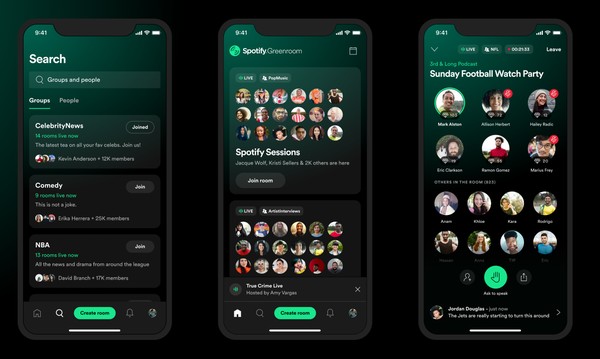 9:41
Search
Groups and people
Groups People
CelebrityNews
Joined
14 rooms live now
The latest tea on all your fav celebs. Join us!
Kevin Anderson + 12K members
Comedy
Join
9 rooms live now
This is not a joke.
Erika Herrera + 25K members
NBA
Join
13 rooms live now
All the news and drama from around the league
David Branch + 17K members
Create room
9:41
Spotify Greenroom
LIVE PopMusic
Spotify Sessions
Jacque Wolf, Kristi Sellers & 2K others are here
Join room
LIVE ArtistInterviews
True Crime Live
Hosted by Amy Vargas
Create room
9:41
LIVE NFL 00:21:33 Leave
3rd & Long Podcast
Sunday Football Watch Party
Mark Alston Allison Herbert Hailey Redic
Eric Clarkson Ramon Gomez Marius Frey
OTHERS IN THE ROOM
Anam Khloe Kara Rodrigo
Ask to speak
Jordan Douglas • just now
The Jets are really starting to turn this around